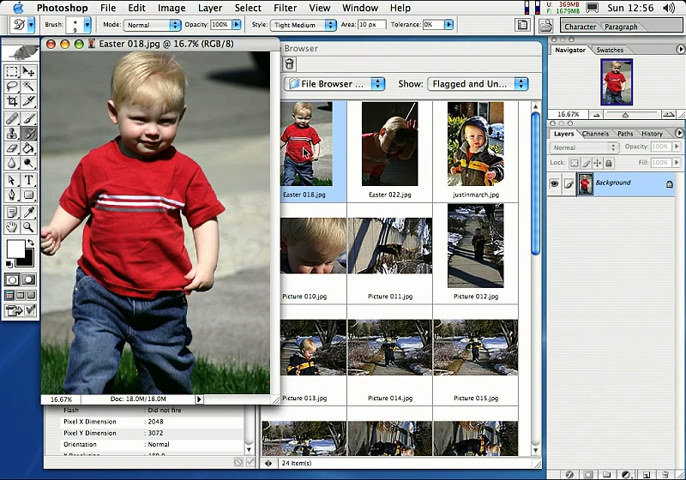 Photoshop File Edit Image Layer Select Filter View Window Help U: 369MB F: 1679MB Sun 12:56
Brush: 9 Mode: Normal Opacity: 100% Style: Tight Medium Area: 10 px Tolerance: 0% Character Paragraph
Easter 018.jpg @ 16.7% (RGB/8)
Browser
File Browser ... Show: Flagged and Un...
Navigator Swatches
16.67%
Layers Channels Paths History
Normal Opacity: 100%
Lock: Fill: 100%
Background
Easter 018.jpg Easter 022.jpg justinmarch.jpg
Picture 010.jpg Picture 011.jpg Picture 012.jpg
Picture 013.jpg Picture 014.jpg Picture 015.jpg
16.67% Doc: 18.0M/18.0M
Flash : Did not fire
Pixel X Dimension : 2048
Pixel Y Dimension : 3072
Orientation : Normal
24 Item(s)